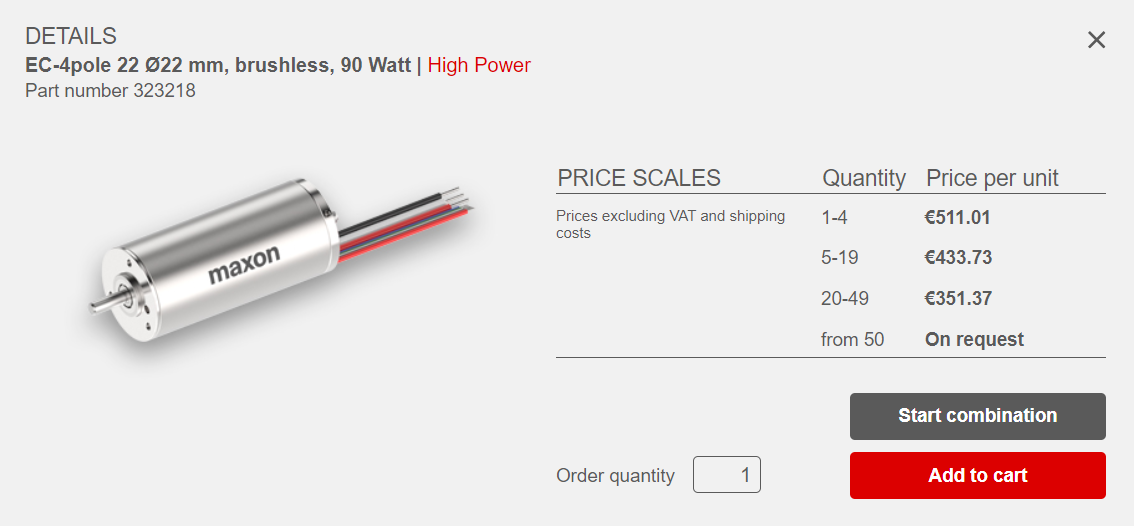 DETAILS
EC-4pole 22 Ø22 mm, brushless, 90 Watt | High Power
Part number 323218
maxon
PRICE SCALES Quantity Price per unit
Prices excluding VAT and shipping
costs
1-4 €511.01
5-19 €433.73
20-49 €351.37
from 50 On request
Start combination
Order quantity 1
Add to cart